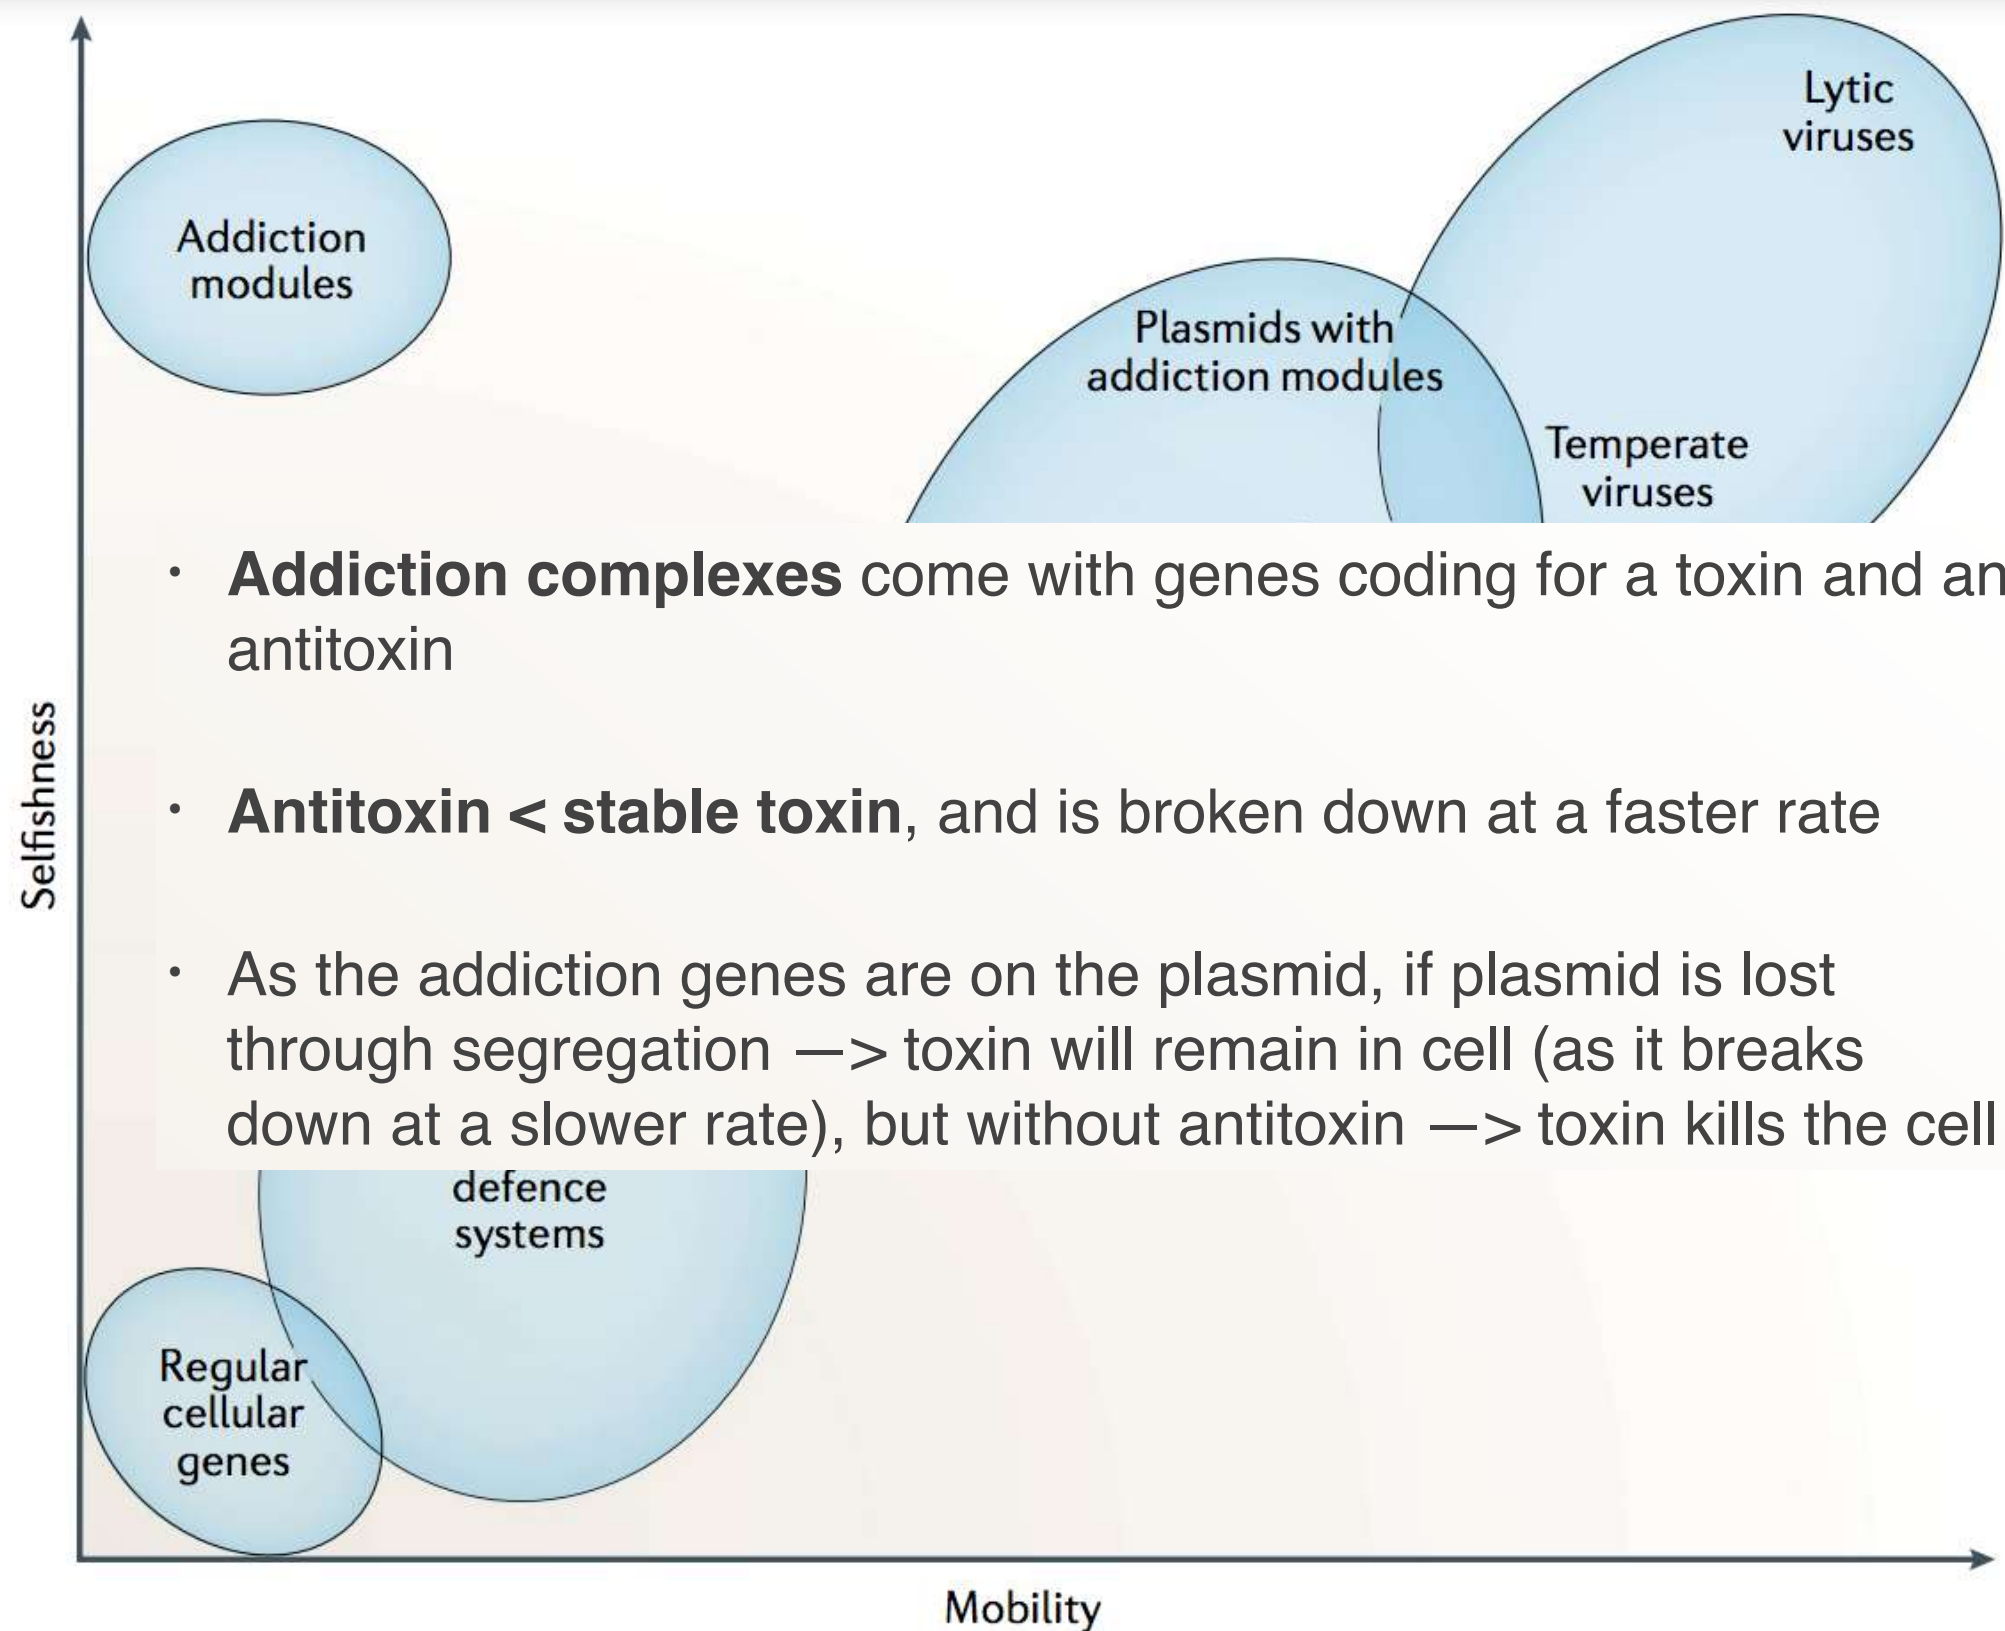 Lytic
viruses
Addiction
modules
Plasmids with
addiction modules
Temperate
viruses
• Addiction complexes come with genes coding for a toxin and an
antitoxin
• Antitoxin < stable toxin, and is broken down at a faster rate
• As the addiction genes are on the plasmid, if plasmid is lost
through segregation —> toxin will remain in cell (as it breaks
down at a slower rate), but without antitoxin —> toxin kills the cell
Selfishness
defence
systems
Regular
cellular
genes
Mobility